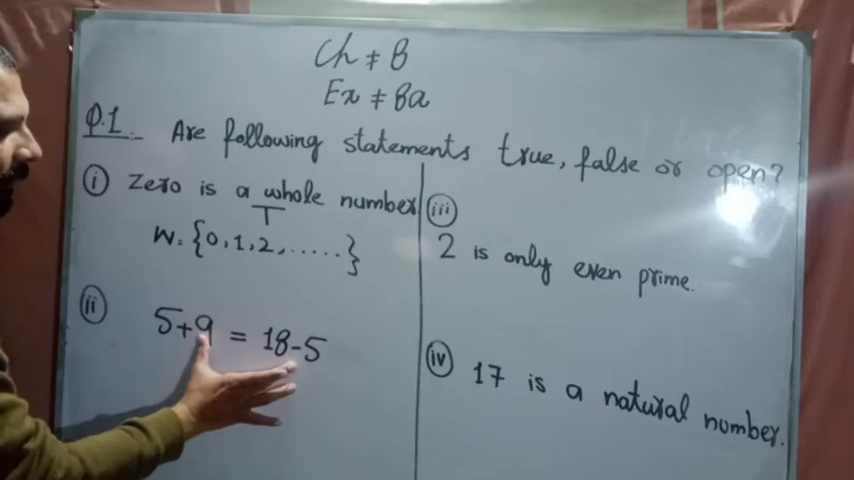 Ch # 8
Ex # 8a
Q.1 Are following statements true, false or open?
(i) Zero is a whole number
T
W = {0, 1, 2, ......}
(ii) 5+9 = 18-5
(iii)
2 is only even prime.
(iv) 17 is a natural number.